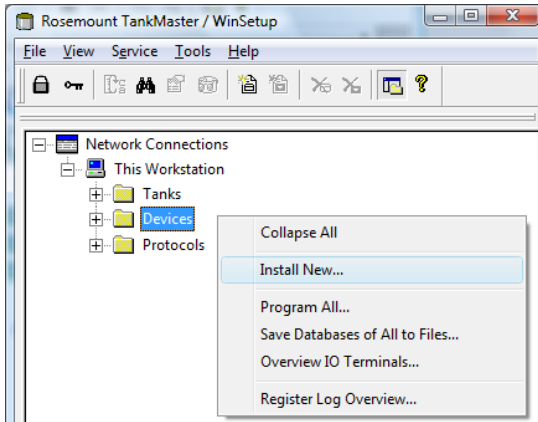 Rosemount TankMaster / WinSetup
File View Service Tools Help
Network Connections
This Workstation
Tanks
Devices
Protocols
Collapse All
Install New...
Program All...
Save Databases of All to Files...
Overview IO Terminals...
Register Log Overview...